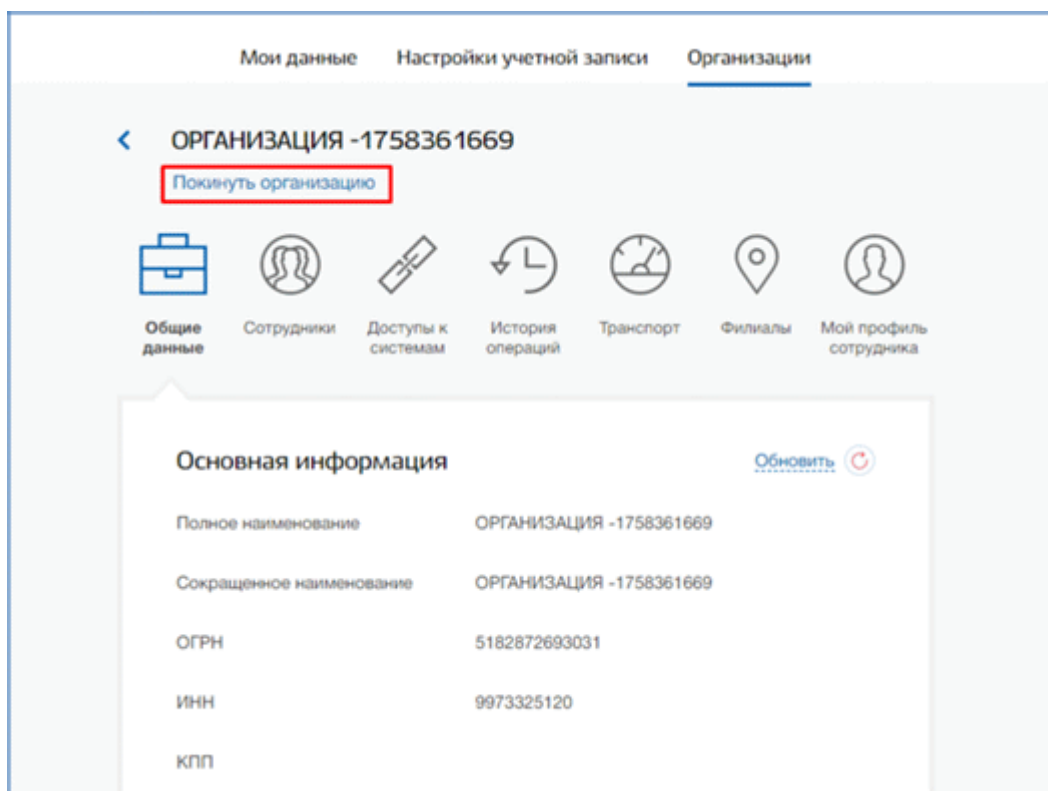 Мои данные Настройки учетной записи Организации
ОРГАНИЗАЦИЯ -1758361669
Покинуть организацию
Общие данные
Сотрудники
Доступы к системам
История операций
Транспорт
Филиалы
Мой профиль сотрудника
Основная информация Обновить
Полное наименование ОРГАНИЗАЦИЯ -1758361669
Сокращенное наименование ОРГАНИЗАЦИЯ -1758361669
ОГРН 5182872693031
ИНН 9973325120
КПП